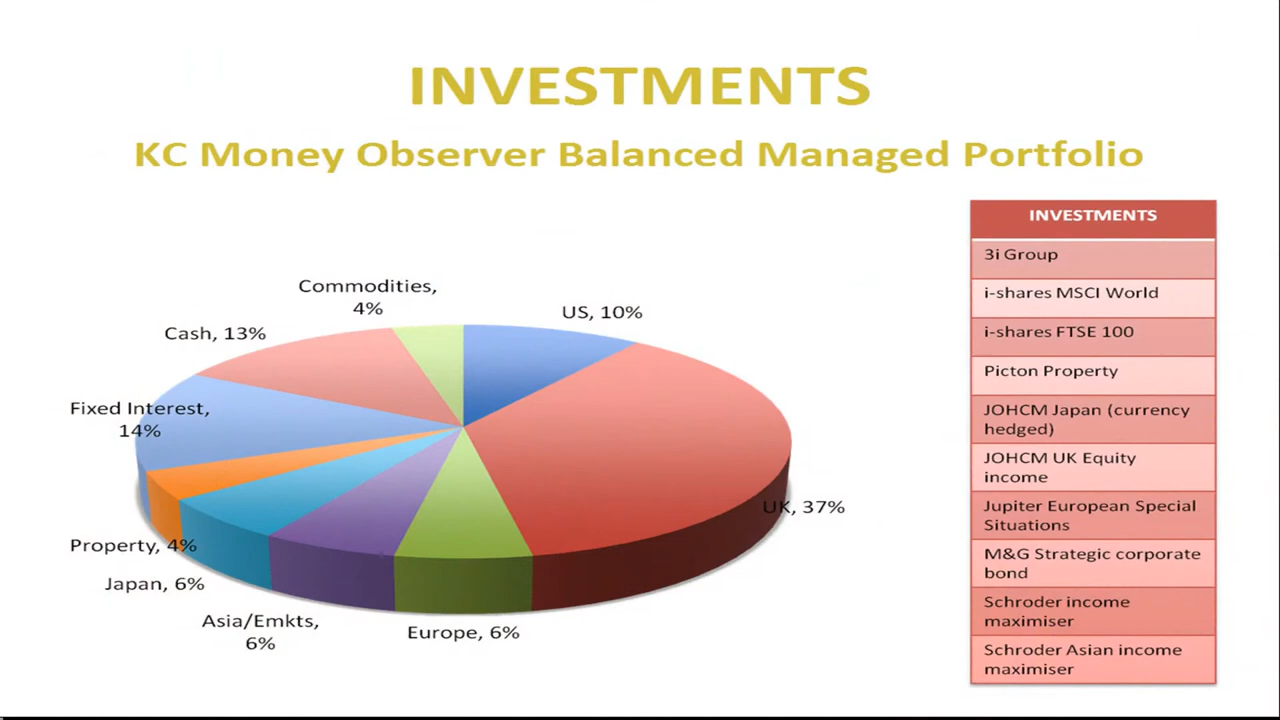 INVESTMENTS
KC Money Observer Balanced Managed Portfolio
Commodities,
4%
US, 10%
Cash, 13%
Fixed Interest,
14%
UK, 37%
Property, 4%
Japan, 6%
Asia/Emkts,
6%
Europe, 6%
INVESTMENTS
3i Group
i-shares MSCI World
i-shares FTSE 100
Picton Property
JOHCM Japan (currency
hedged)
JOHCM UK Equity
income
Jupiter European Special
Situations
M&G Strategic corporate
bond
Schroder income
maximiser
Schroder Asian income
maximiser